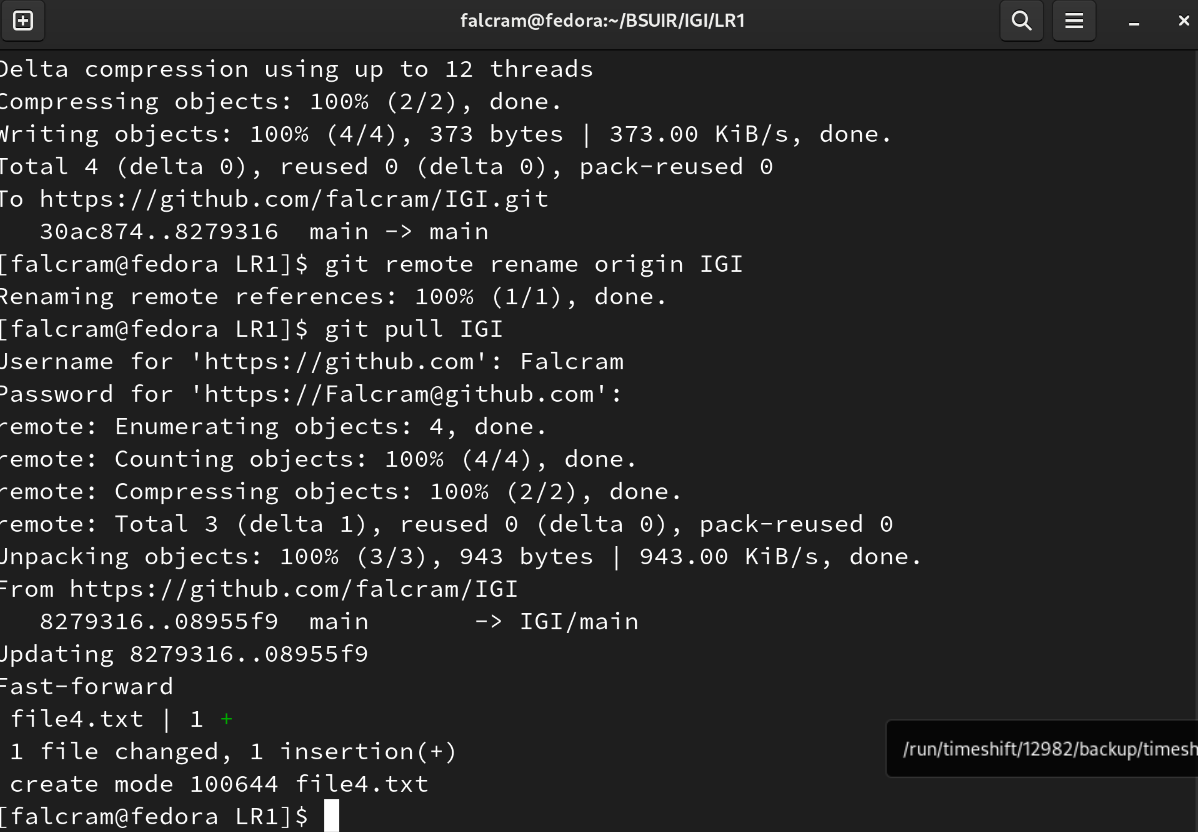 falcram@fedora:~/BSUIR/IGI/LR1
Delta compression using up to 12 threads
Compressing objects: 100% (2/2), done.
Writing objects: 100% (4/4), 373 bytes | 373.00 KiB/s, done.
Total 4 (delta 0), reused 0 (delta 0), pack-reused 0
To https://github.com/falcram/IGI.git
   30ac874..8279316  main -> main
[falcram@fedora LR1]$ git remote rename origin IGI
Renaming remote references: 100% (1/1), done.
[falcram@fedora LR1]$ git pull IGI
Username for 'https://github.com': Falcram
Password for 'https://Falcram@github.com':
remote: Enumerating objects: 4, done.
remote: Counting objects: 100% (4/4), done.
remote: Compressing objects: 100% (2/2), done.
remote: Total 3 (delta 1), reused 0 (delta 0), pack-reused 0
Unpacking objects: 100% (3/3), 943 bytes | 943.00 KiB/s, done.
From https://github.com/falcram/IGI
   8279316..08955f9  main       -> IGI/main
Updating 8279316..08955f9
Fast-forward
 file4.txt | 1 +
 1 file changed, 1 insertion(+)
/run/timeshift/12982/backup/timesh
 create mode 100644 file4.txt
[falcram@fedora LR1]$